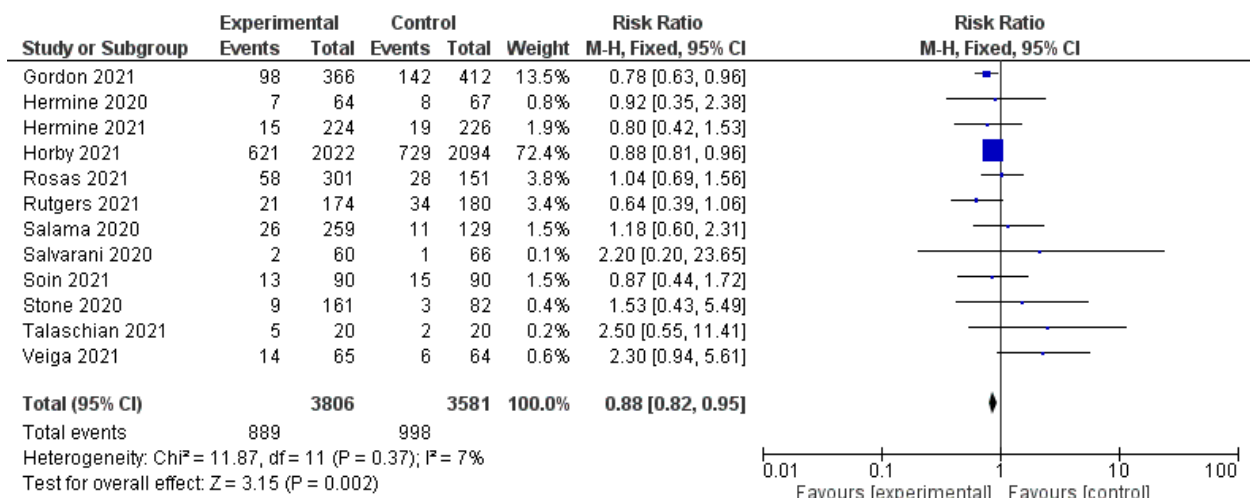 Experimental Control Risk Ratio Risk Ratio
Study or Subgroup Events Total Events Total Weight M-H, Fixed, 95% CI M-H, Fixed, 95% CI
Gordon 2021 98 366 142 412 13.5% 0.78 [0.63, 0.96]
Hermine 2020 7 64 8 67 0.8% 0.92 [0.35, 2.38]
Hermine 2021 15 224 19 226 1.9% 0.80 [0.42, 1.53]
Horby 2021 621 2022 729 2094 72.4% 0.88 [0.81, 0.96]
Rosas 2021 58 301 28 151 3.8% 1.04 [0.69, 1.56]
Rutgers 2021 21 174 34 180 3.4% 0.64 [0.39, 1.06]
Salama 2020 26 259 11 129 1.5% 1.18 [0.60, 2.31]
Salvarani 2020 2 60 1 66 0.1% 2.20 [0.20, 23.65]
Soin 2021 13 90 15 90 1.5% 0.87 [0.44, 1.72]
Stone 2020 9 161 3 82 0.4% 1.53 [0.43, 5.49]
Talaschian 2021 5 20 2 20 0.2% 2.50 [0.55, 11.41]
Veiga 2021 14 65 6 64 0.6% 2.30 [0.94, 5.61]
Total (95% CI) 3806 3581 100.0% 0.88 [0.82, 0.95]
Total events 889 998
Heterogeneity: Chi² = 11.87, df = 11 (P = 0.37); I² = 7%
Test for overall effect: Z = 3.15 (P = 0.002)
0.01 0.1 1 10 100
Favours [experimental] Favours [control]